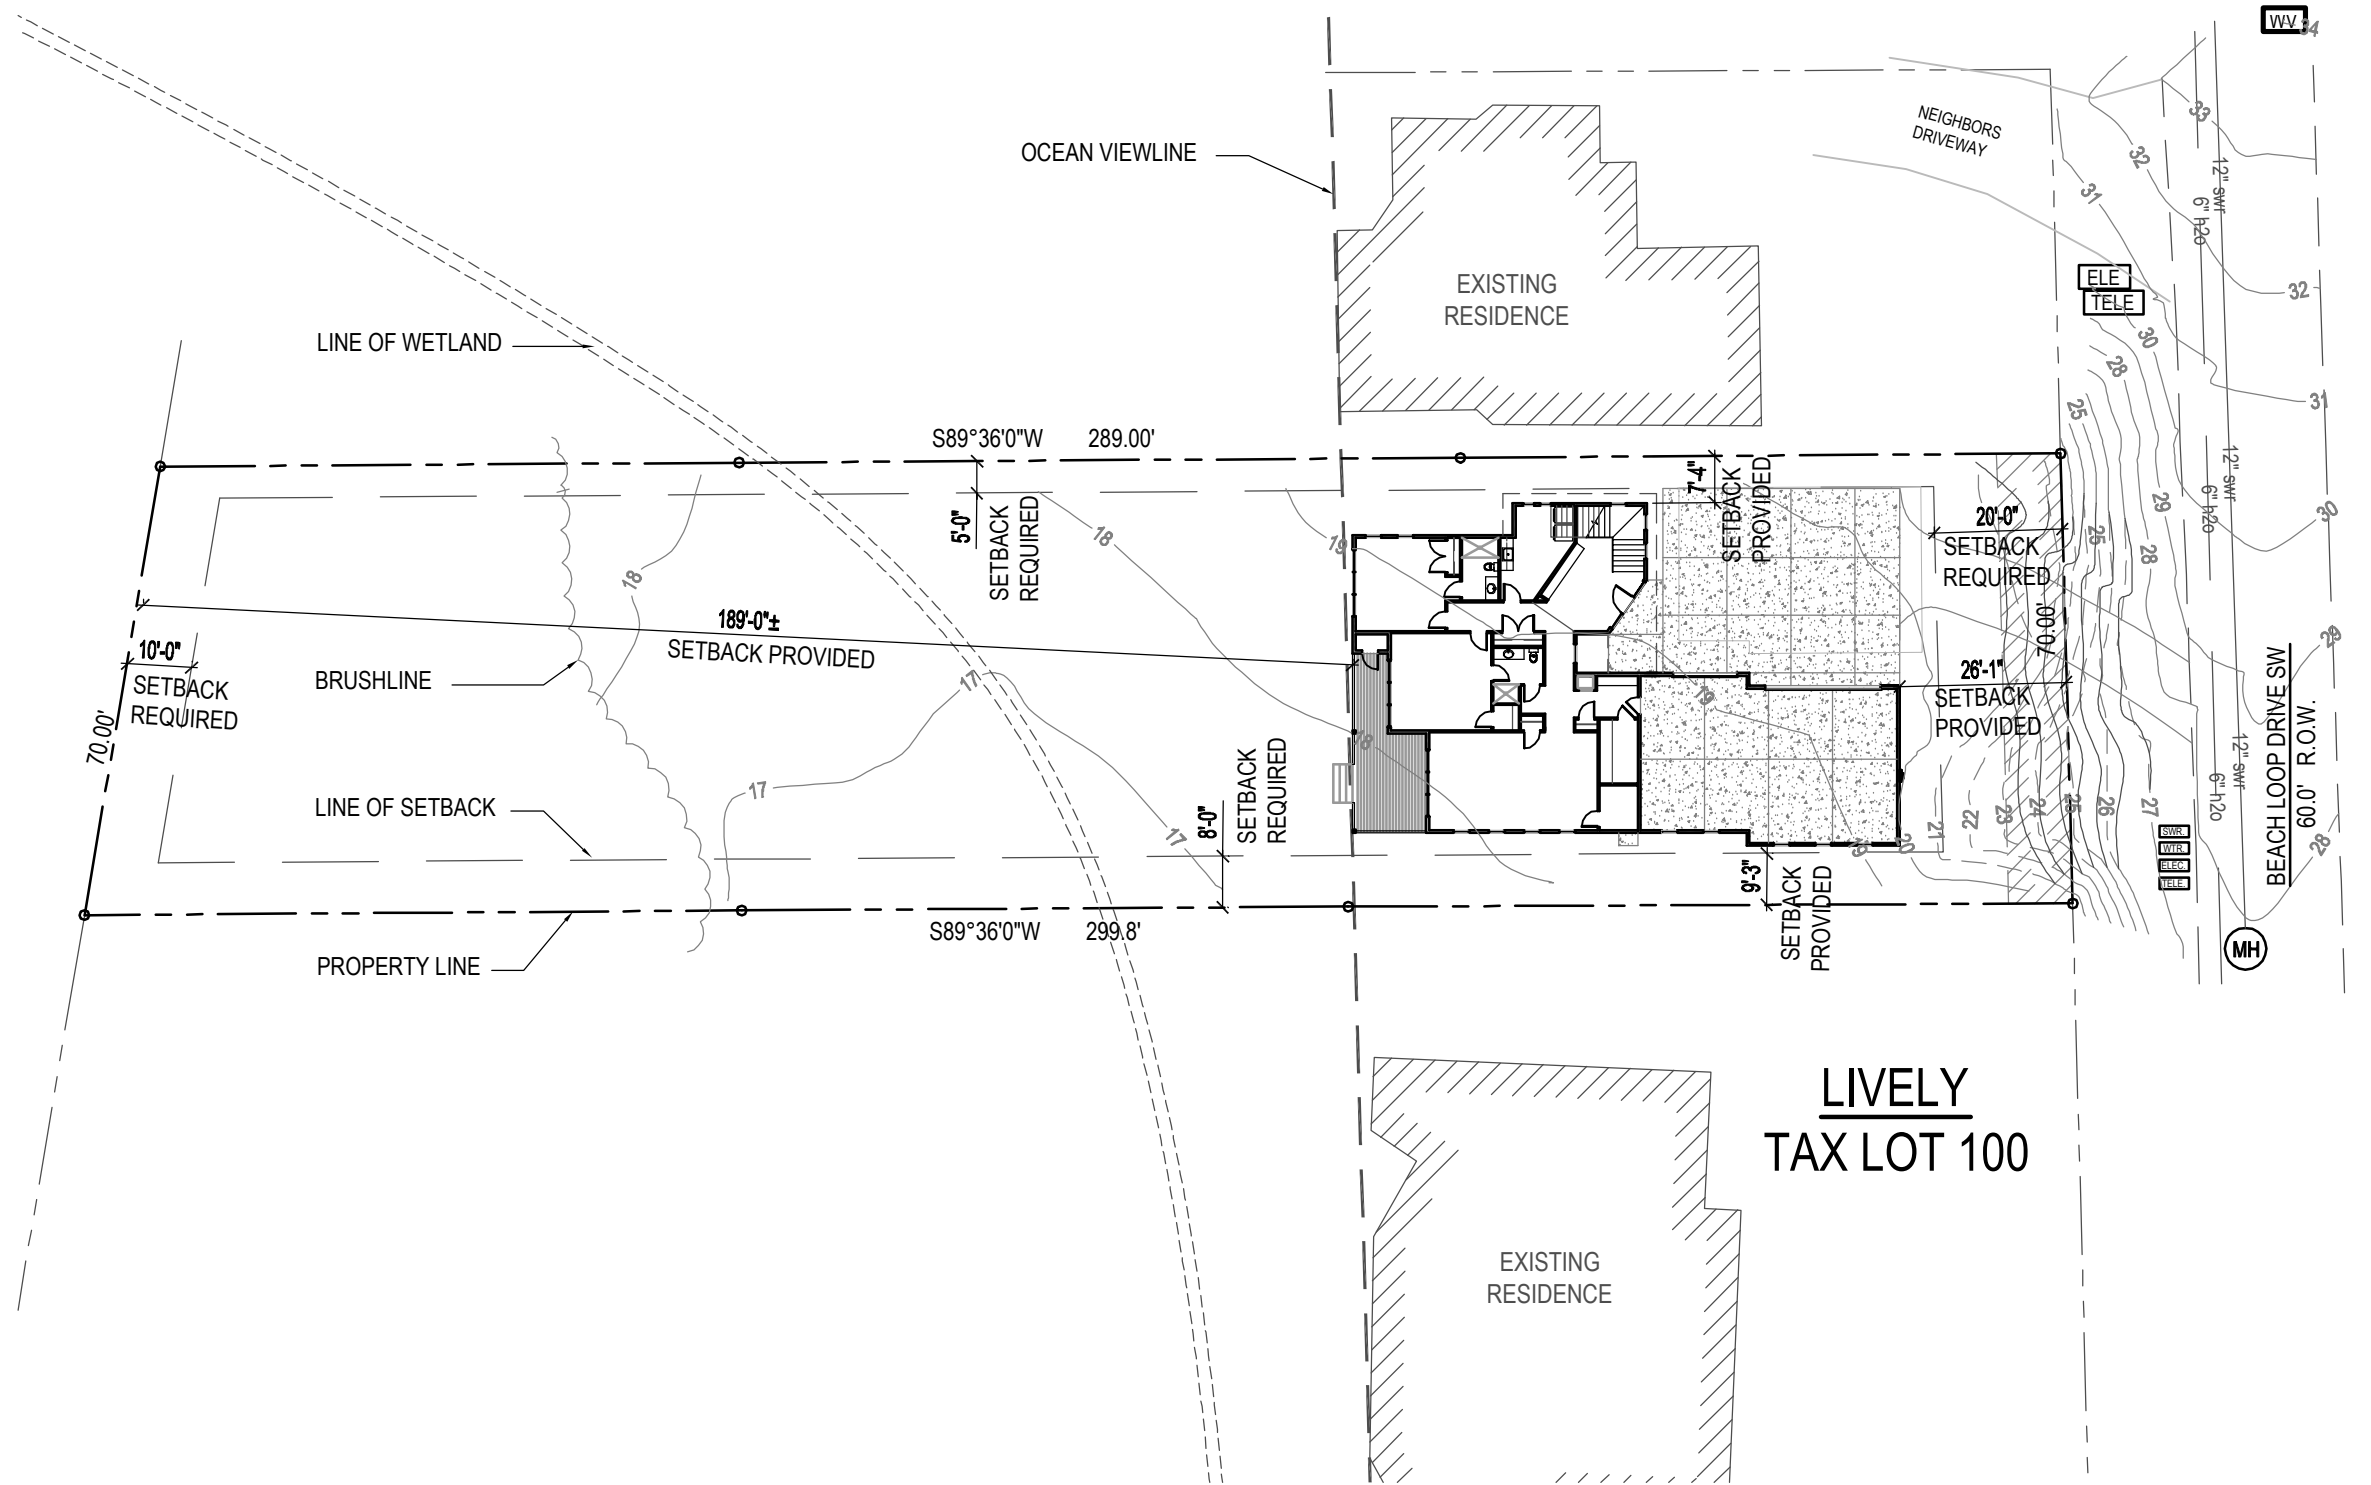 WV
34
33
NEIGHBORS
DRIVEWAY
OCEAN VIEWLINE
32
31
12" swr
6" h2o
EXISTING
RESIDENCE
ELE
TELE
32
LINE OF WETLAND
30
28
31
25
S89°36'0"W 289.00'
7'-4"
SETBACK
PROVIDED
5'-0"
SETBACK
REQUIRED
18
18
19
20'-0"
SETBACK
REQUIRED
25
28
29
12" swr
6" h2o
30
189'-0"±
SETBACK PROVIDED
10'-0"
SETBACK
REQUIRED
BRUSHLINE
17
70.00'
70.00'
26'-1"
SETBACK
PROVIDED
29
19
18
BEACH LOOP DRIVE SW
60.0' R.O.W.
12" swr
6" h2o
17
LINE OF SETBACK
17
8'-0"
SETBACK
REQUIRED
19
20
21
22
23
24
25
26
27
28
SWR.
WTR.
ELEC.
TELE.
9'-3"
SETBACK
PROVIDED
S89°36'0"W 299.8'
PROPERTY LINE
MH
LIVELY
TAX LOT 100
EXISTING
RESIDENCE